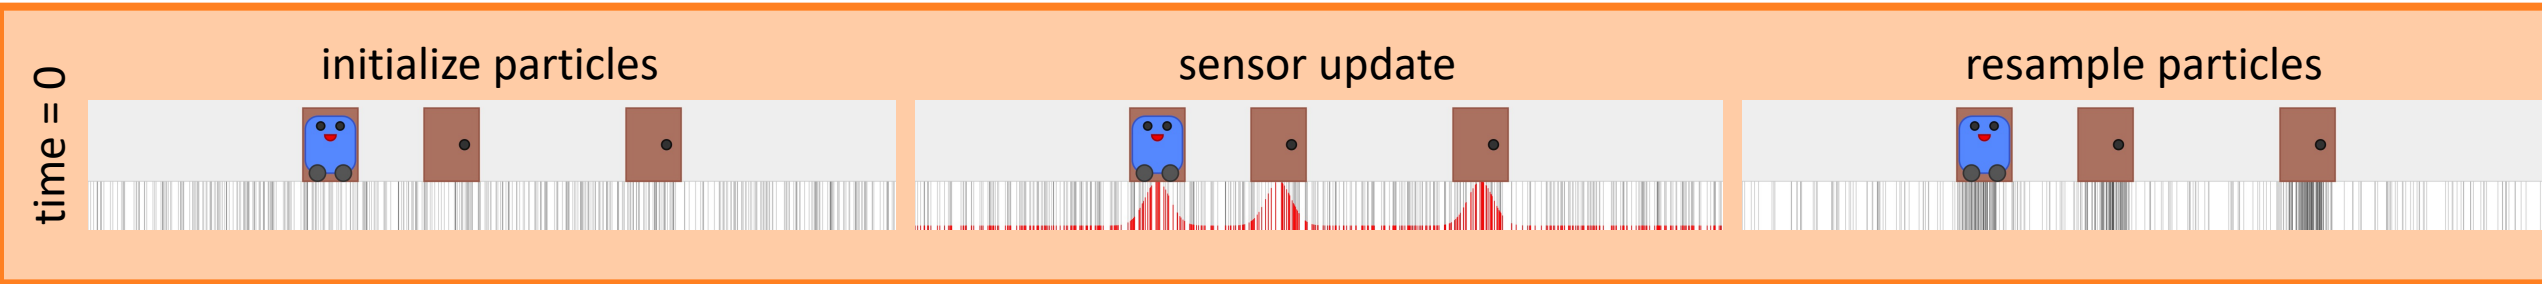 time = 0
initialize particles
sensor update
resample particles